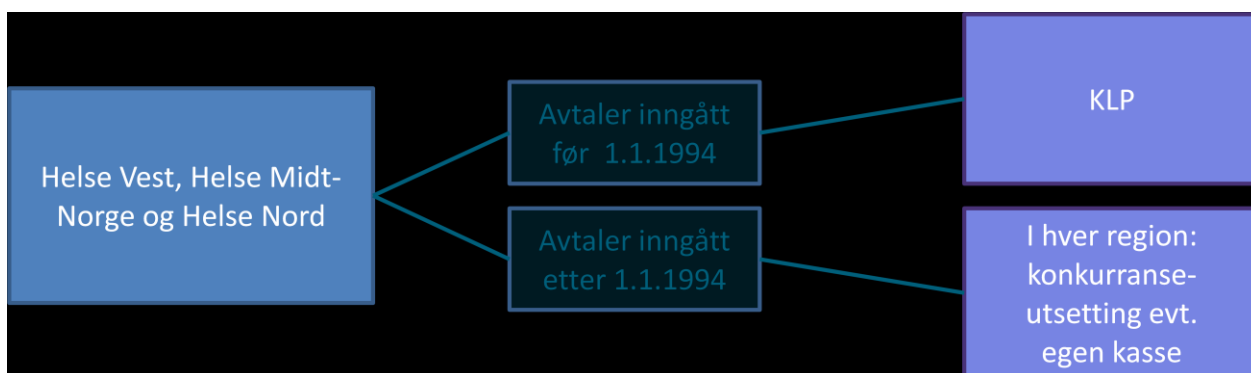 Helse Vest, Helse Midt-
Norge og Helse Nord
Avtaler inngått
før 1.1.1994
Avtaler inngått
etter 1.1.1994
KLP
I hver region:
konkurranse-
utsetting evt.
egen kasse